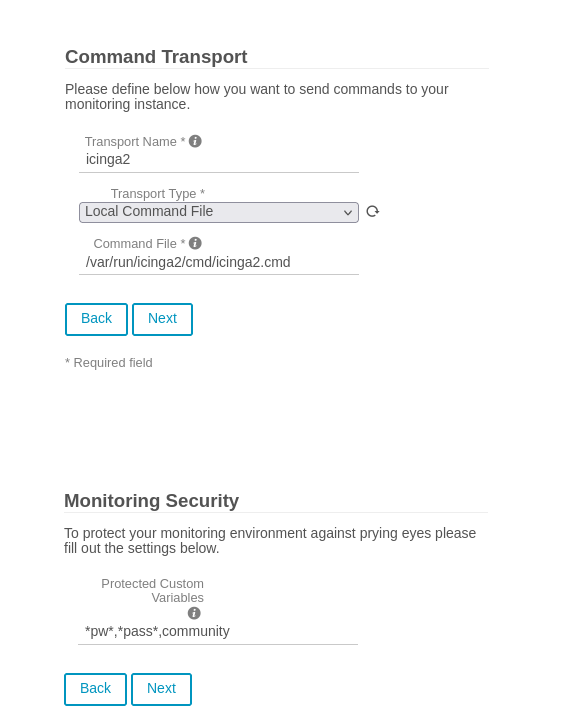 Command Transport
Please define below how you want to send commands to your
monitoring instance.
Transport Name *
icinga2
Transport Type *
Local Command File
Command File *
/var/run/icinga2/cmd/icinga2.cmd
Back Next
* Required field
Monitoring Security
To protect your monitoring environment against prying eyes please
fill out the settings below.
Protected Custom
Variables
*pw*,*pass*,community
Back Next